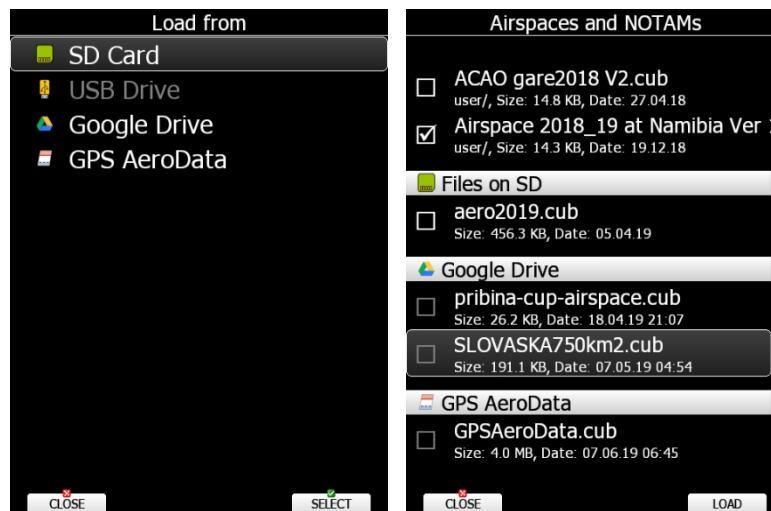 Load from
SD Card
USB Drive
Google Drive
GPS AeroData
CLOSE
SELECT
Airspaces and NOTAMs
ACAO gare2018 V2.cub
user/, Size: 14.8 KB, Date: 27.04.18
Airspace 2018_19 at Namibia Ver 1
user/, Size: 14.3 KB, Date: 19.12.18
Files on SD
aero2019.cub
Size: 456.3 KB, Date: 05.04.19
Google Drive
pribina-cup-airspace.cub
Size: 26.2 KB, Date: 18.04.19 21:07
SLOVASKA750km2.cub
Size: 191.1 KB, Date: 07.05.19 04:54
GPS AeroData
GPSAeroData.cub
Size: 4.0 MB, Date: 07.06.19 06:45
CLOSE
LOAD